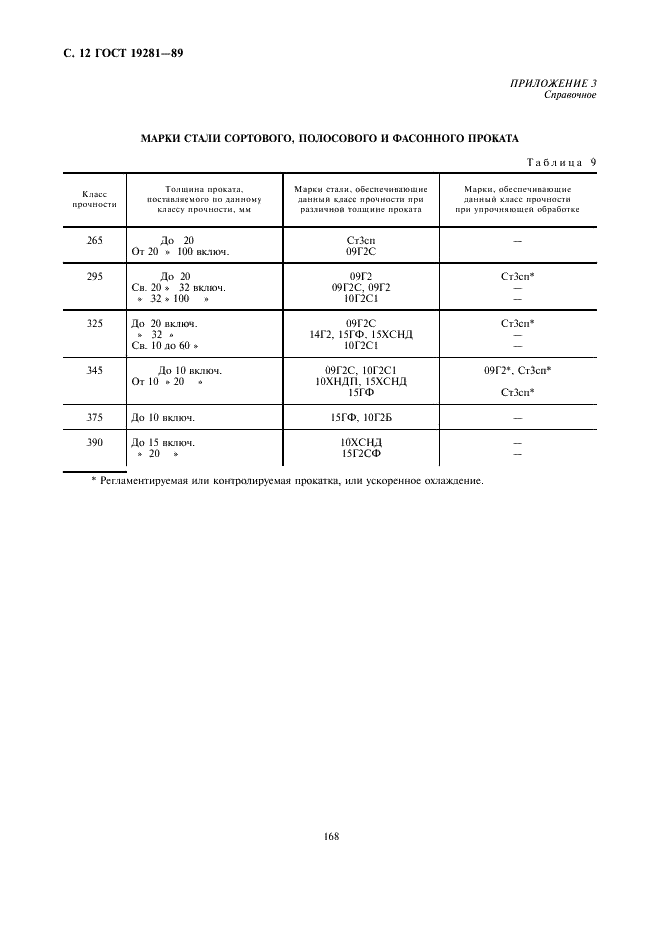 С. 12 ГОСТ 19281—89
ПРИЛОЖЕНИЕ 3
Справочное
МАРКИ СТАЛИ СОРТОВОГО, ПОЛОСОВОГО И ФАСОННОГО ПРОКАТА
Таблица 9
Класс прочности
Толщина проката, поставляемого по данному классу прочности, мм
Марки стали, обеспечивающие данный класс прочности при различной толщине проката
Марки, обеспечивающие данный класс прочности при упрочняющей обработке
265 До 20 Ст3сп —
От 20 » 100 включ. 09Г2С
295 До 20 09Г2 Ст3сп*
Св. 20 » 32 включ. 09Г2С, 09Г2 —
» 32 » 100 » 10Г2С1 —
325 До 20 включ. 09Г2С Ст3сп*
» 32 » 14Г2, 15ГФ, 15ХСНД —
Св. 10 до 60 » 10Г2С1 —
345 До 10 включ. 09Г2С, 10Г2С1 09Г2*, Ст3сп*
От 10 » 20 » 10ХНДП, 15ХСНД
15ГФ Ст3сп*
375 До 10 включ. 15ГФ, 10Г2Б —
390 До 15 включ. 10ХСНД —
» 20 » 15Г2СФ —
* Регламентируемая или контролируемая прокатка, или ускоренное охлаждение.
168